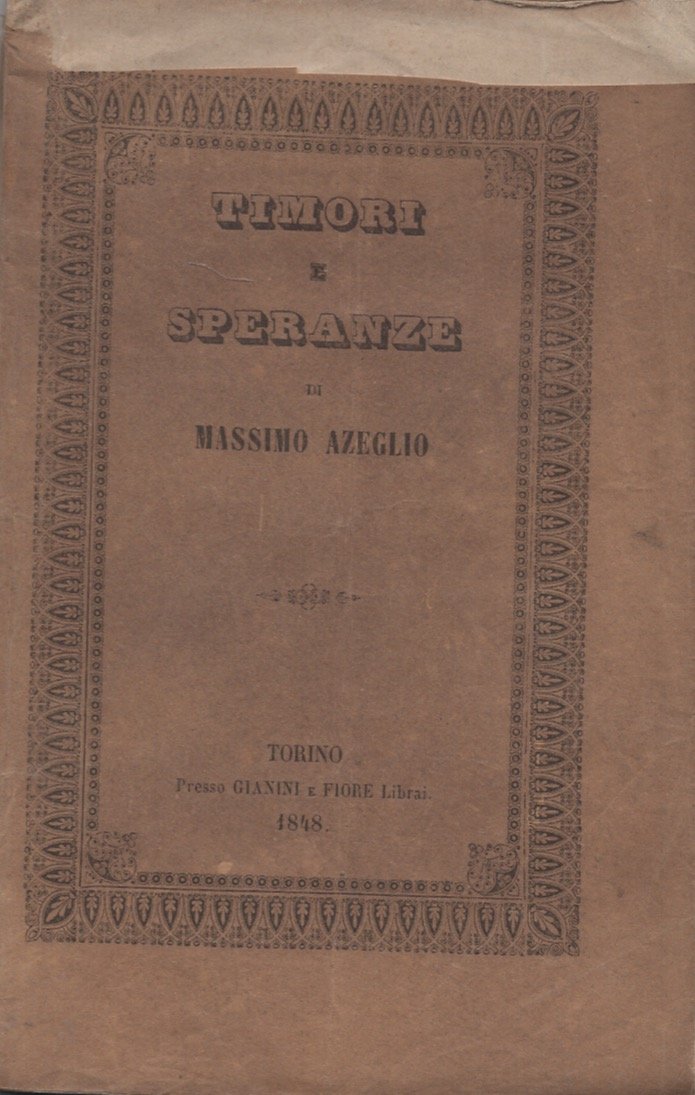 TIMORI
E
SPERANZE
DI
MASSIMO AZEGLIO
TORINO
Presso GIANINI E FIORE Librai.
1848.